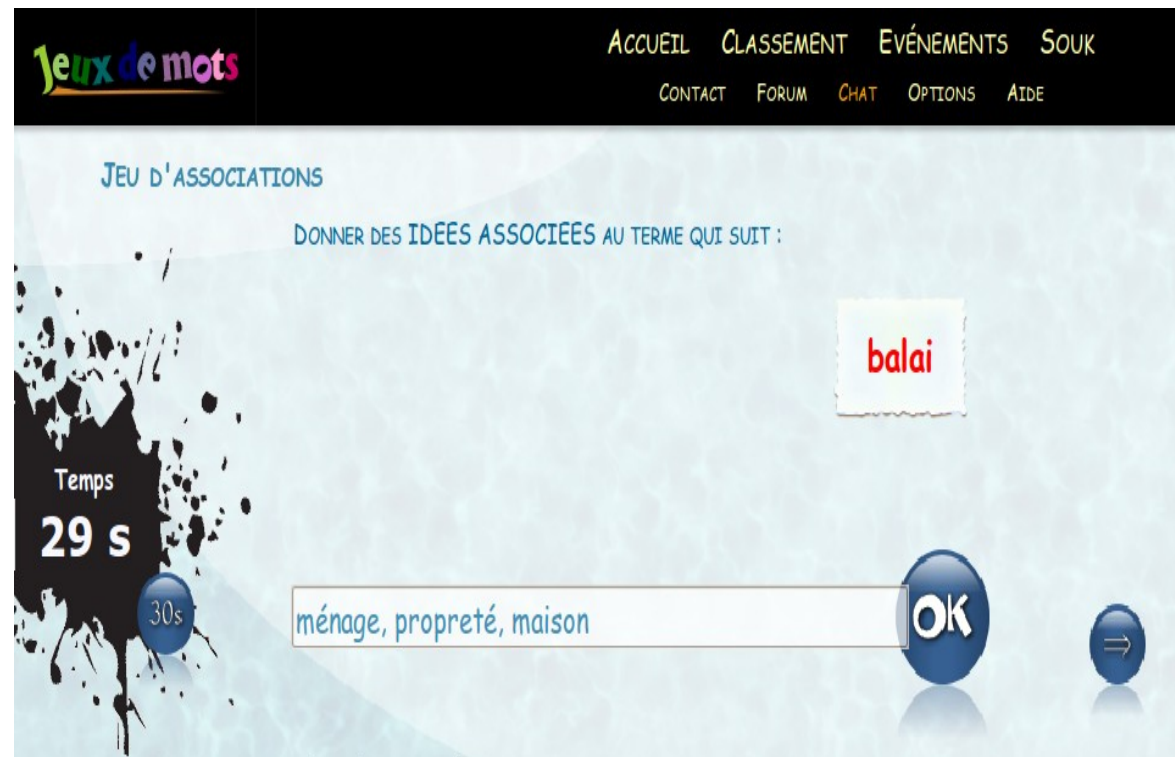 Jeux de mots
Accueil Classement Evénements Souk
Contact Forum Chat Options Aide
Jeu d'associations
Donner des IDEES ASSOCIEES au terme qui suit :
balai
Temps
29 s
30s
ménage, propreté, maison
OK
⇒